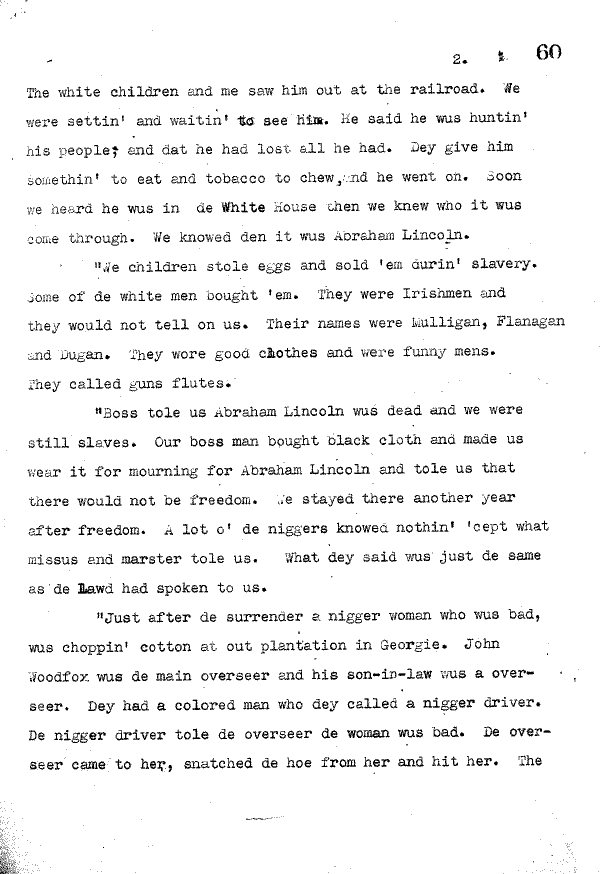 2. 60
The white children and me saw him out at the railroad. We
were settin' and waitin' to see him. He said he wus huntin'
his people; and dat he had lost all he had. Dey give him
somethin' to eat and tobacco to chew, and he went on. Soon
we heard he wus in de White House then we knew who it wus
come through. We knowed den it wus Abraham Lincoln.
"We children stole eggs and sold 'em durin' slavery.
Some of de white men bought 'em. They were Irishmen and
they would not tell on us. Their names were Mulligan, Flanagan
and Dugan. They wore good clothes and were funny mens.
They called guns flutes.
"Boss tole us Abraham Lincoln wus dead and we were
still slaves. Our boss man bought black cloth and made us
wear it for mourning for Abraham Lincoln and tole us that
there would not be freedom. We stayed there another year
after freedom. A lot o' de niggers knowed nothin' 'cept what
missus and marster tole us. What dey said wus just de same
as de Lawd had spoken to us.
"Just after de surrender a nigger woman who wus bad,
wus choppin' cotton at out plantation in Georgie. John
Woodfox wus de main overseer and his son-in-law wus a over-
seer. Dey had a colored man who dey called a nigger driver.
De nigger driver tole de overseer de woman wus bad. De over-
seer came to her, snatched de hoe from her and hit her. The